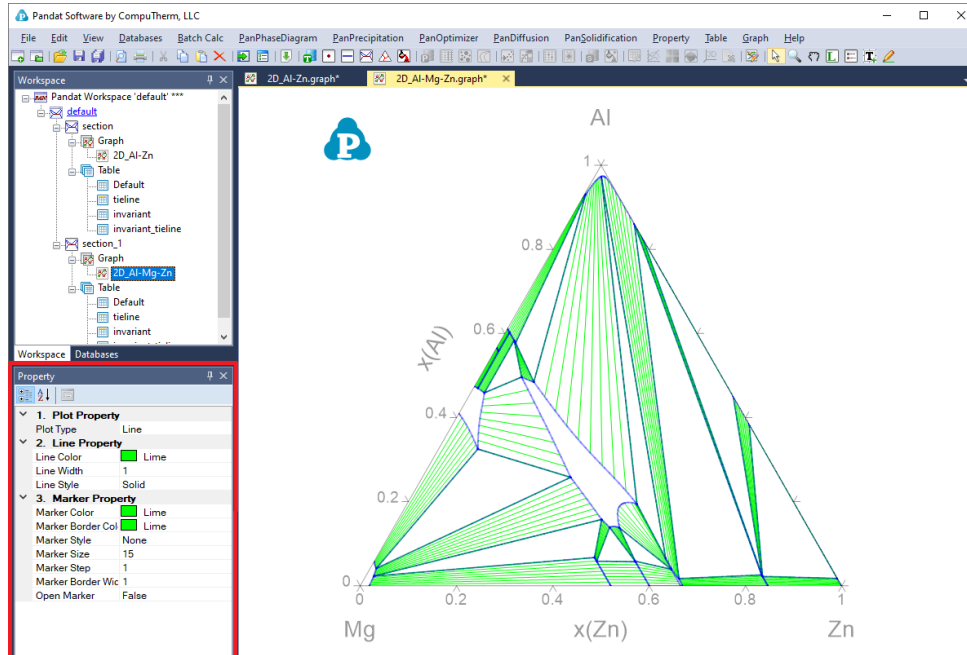 Pandat Software by CompuTherm, LLC
File Edit View Databases Batch Calc PanPhaseDiagram PanPrecipitation PanOptimizer PanDiffusion PanSolidification Property Table Graph Help
Workspace
2D_Al-Zn.graph*
2D_Al-Mg-Zn.graph*
Pandat Workspace 'default' ***
default
section
Graph
2D_Al-Zn
Table
Default
tieline
invariant
invariant_tieline
section_1
Graph
2D_Al-Mg-Zn
Table
Default
tieline
invariant
Workspace Databases
Property
1. Plot Property
Plot Type Line
2. Line Property
Line Color Lime
Line Width 1
Line Style Solid
3. Marker Property
Marker Color Lime
Marker Border Col Lime
Marker Style None
Marker Size 15
Marker Step 1
Marker Border Wic 1
Open Marker False
P
Al
1
0.8
0.6
x(Al)
0.4
0.2
0
0 0.2 0.4 0.6 0.8 1
Mg x(Zn) Zn